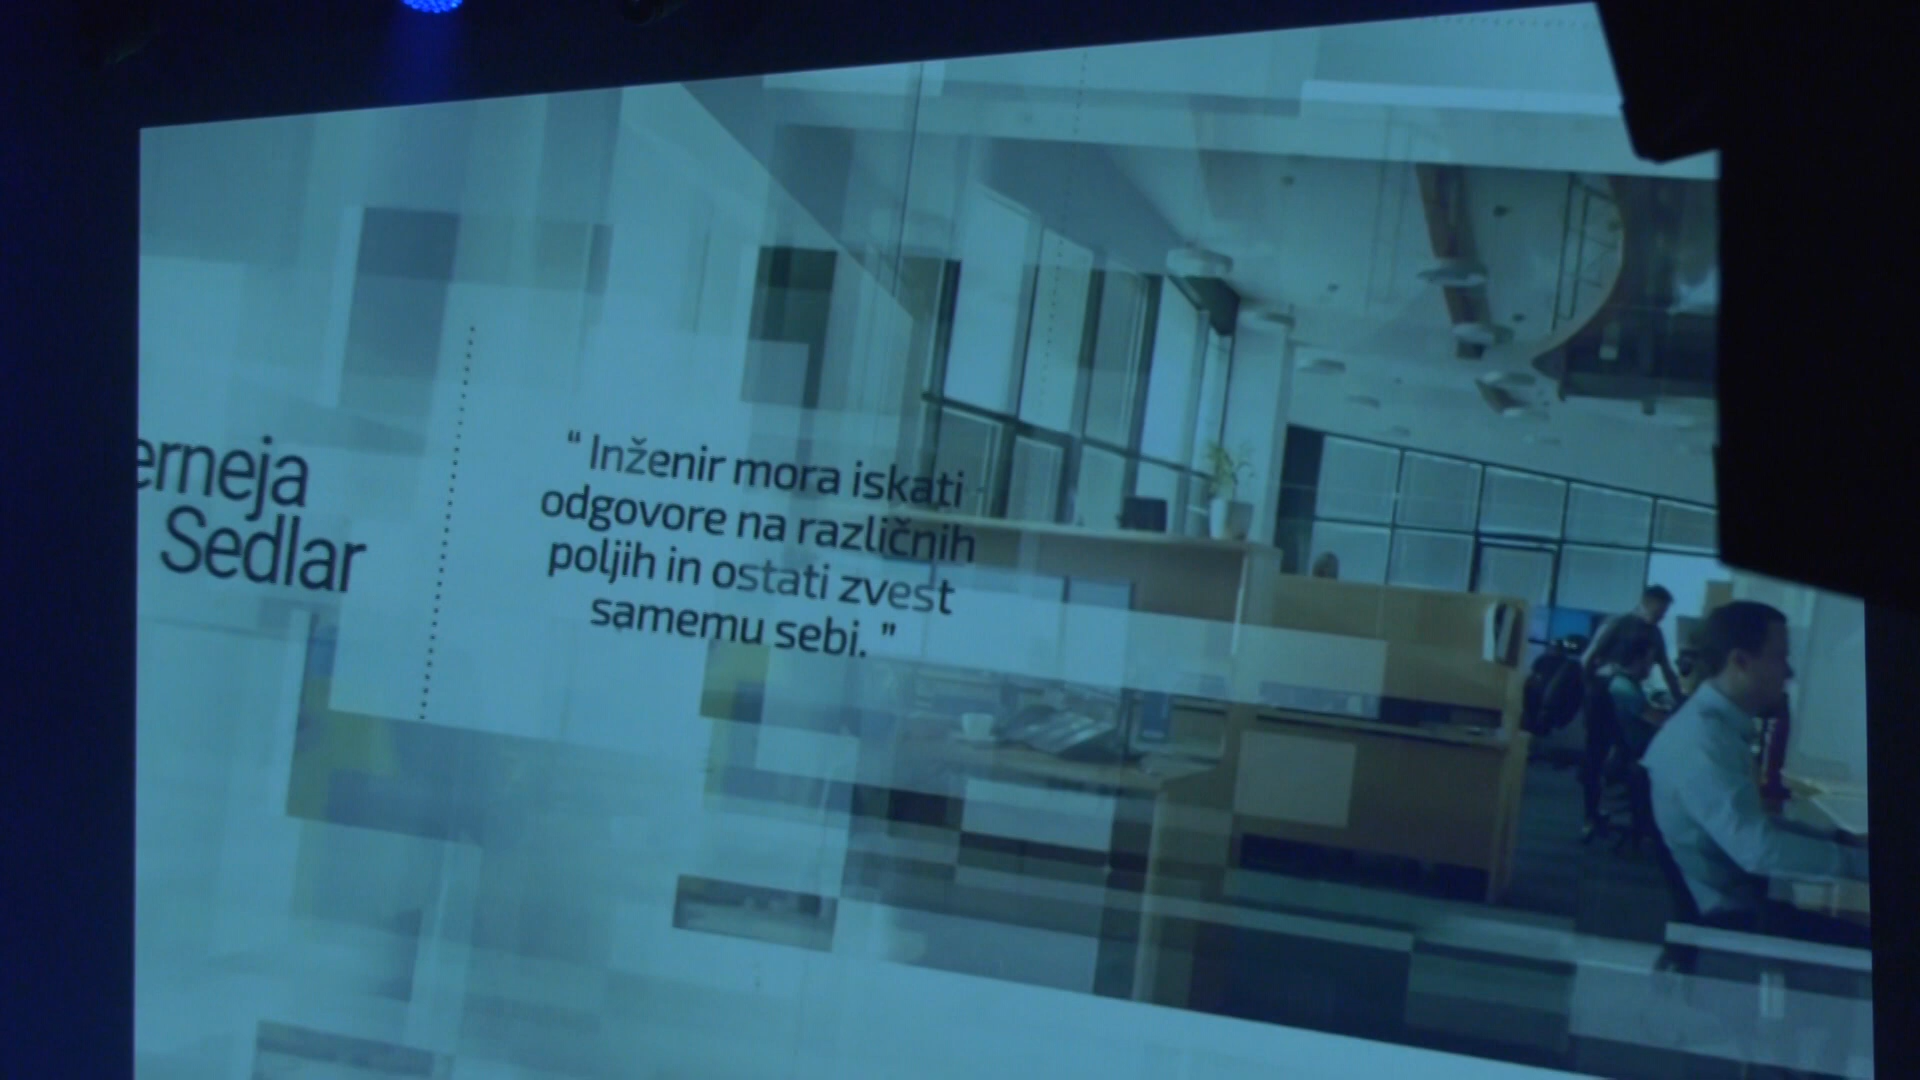 erneja
Sedlar
“ Inženir mora iskati
odgovore na različnih
poljih in ostati zvest
samemu sebi. ”